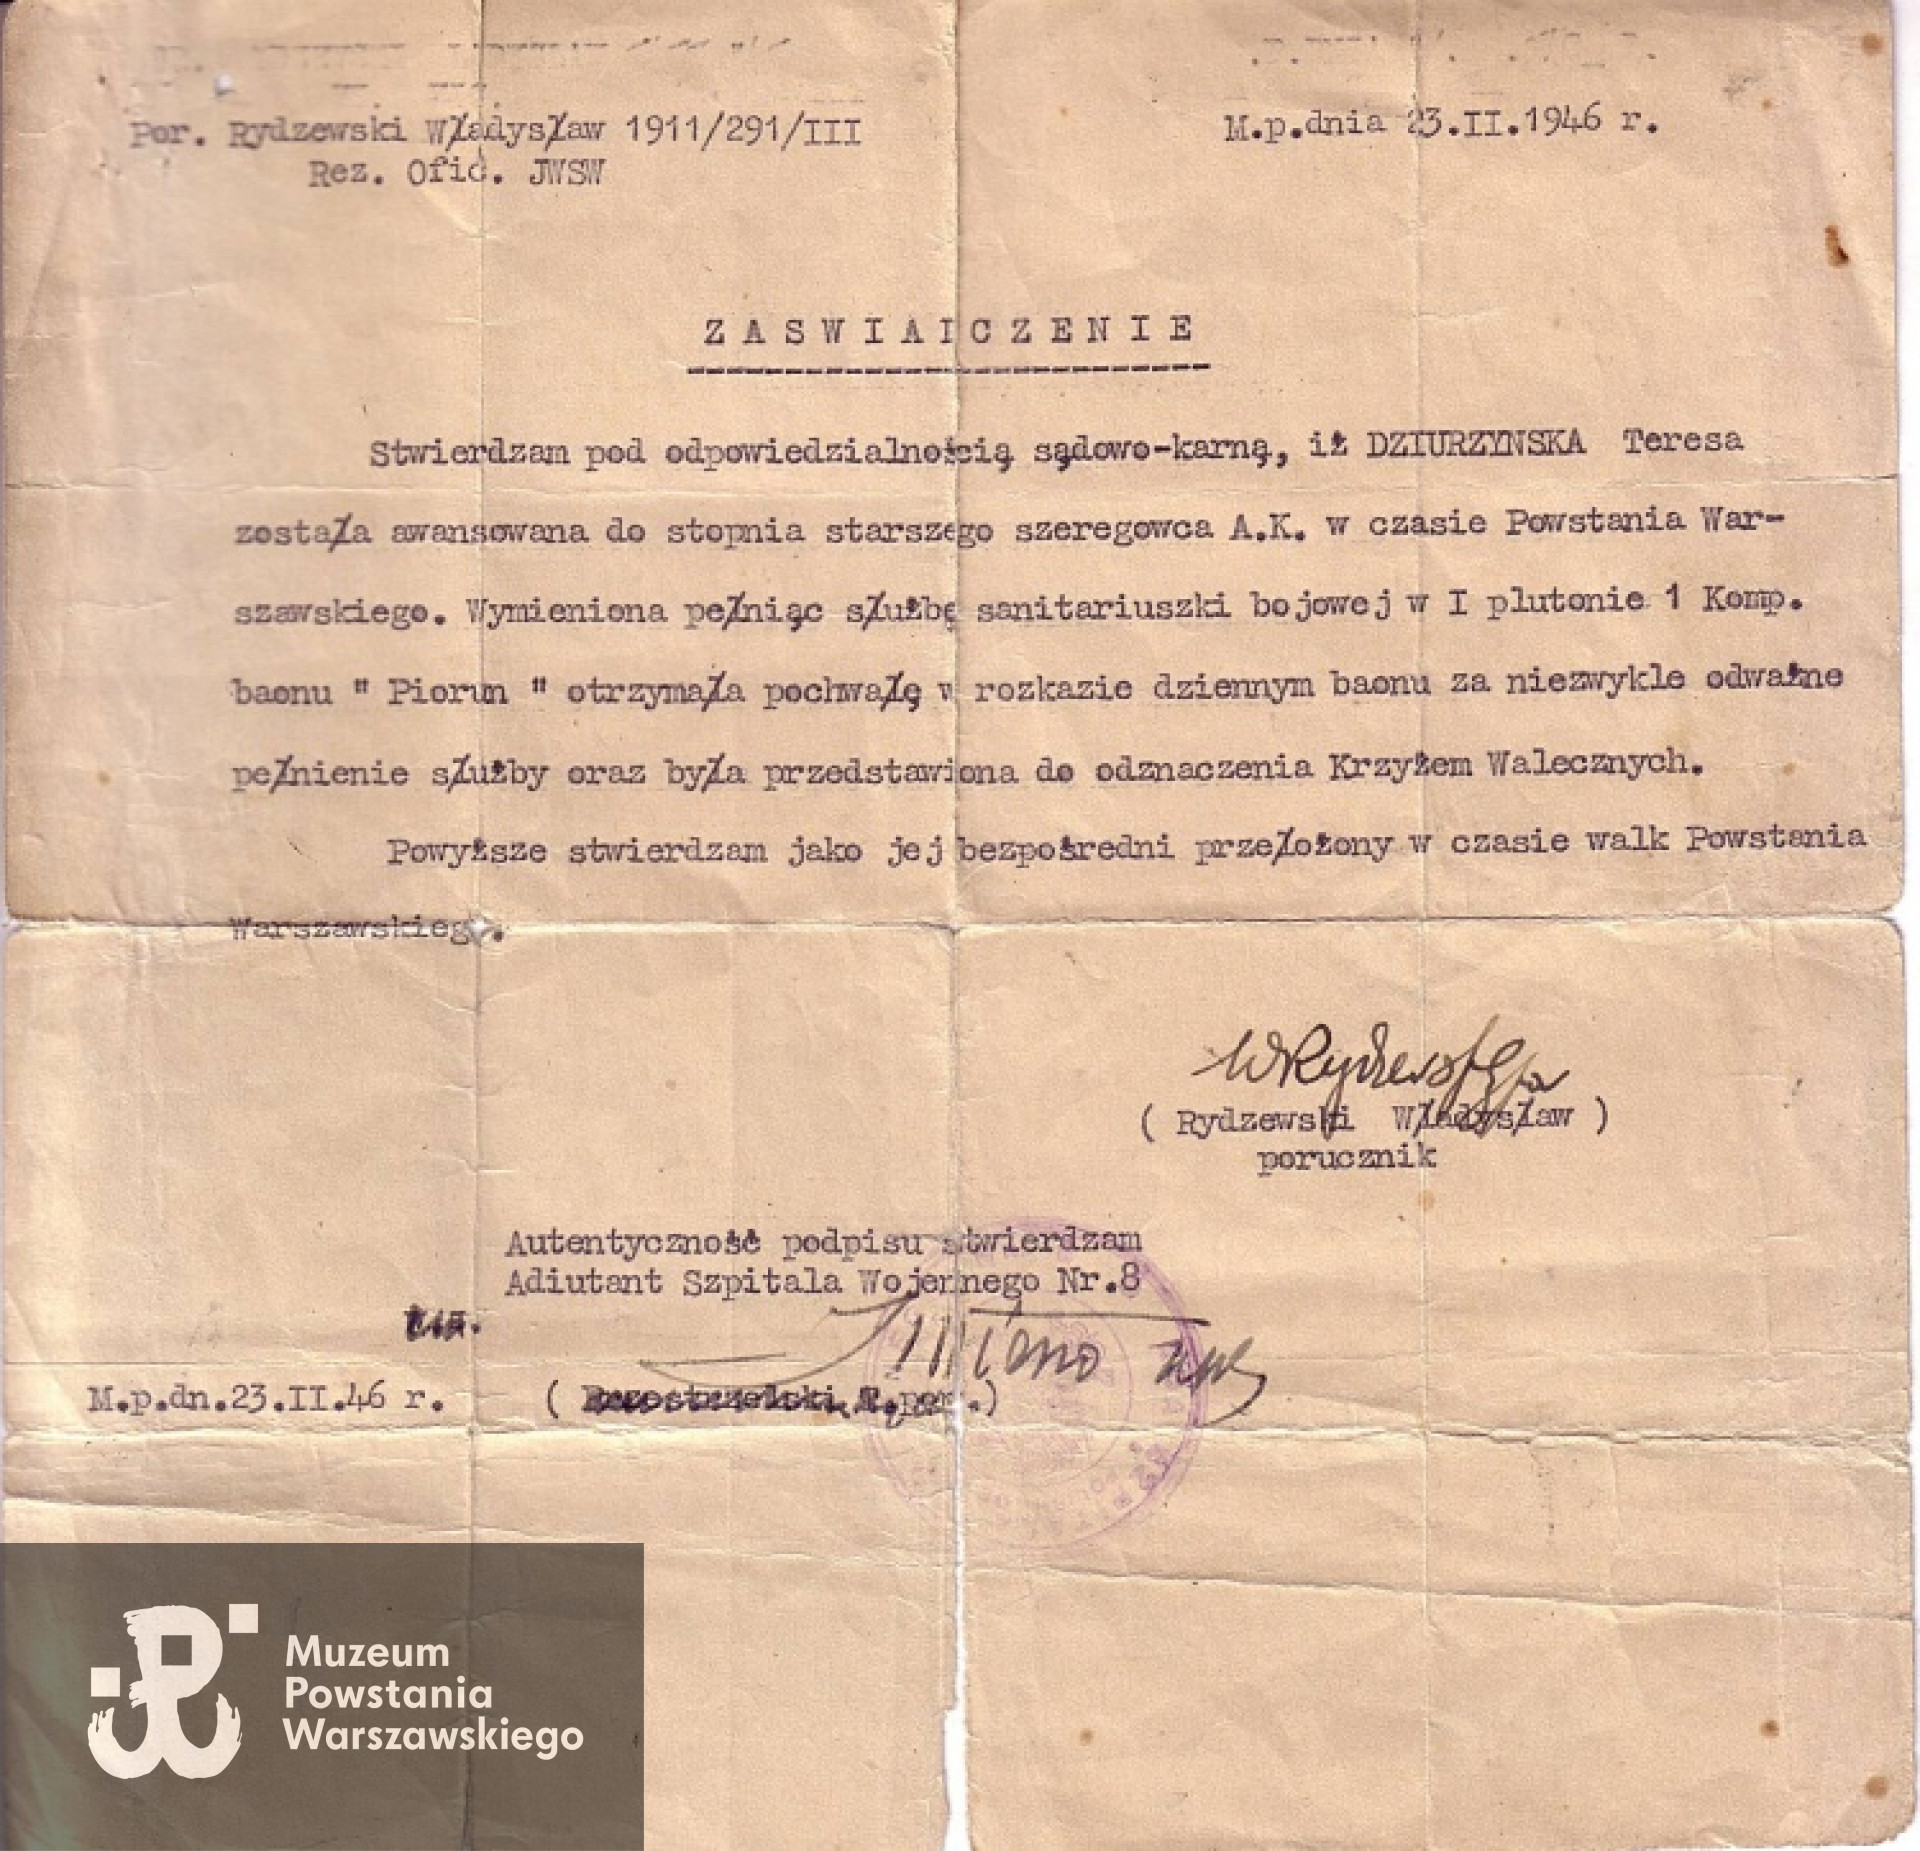 Por. Rydzewski Władysław 1911/291/III
Rez. Ofic. JWSW
M.p.dnia 23.II.1946 r.
ZASWIADCZENIE
Stwierdzam pod odpowiedzialnością sądowo-karną, iż DZIURZYNSKA Teresa
została awansowana do stopnia starszego szeregowca A.K. w czasie Powstania War-
szawskiego. Wymieniona pełniąc służbę sanitariuszki bojowej w I plutonie 1 Komp.
baonu " Piorun " otrzymała pochwałę w rozkazie dziennym baonu za niezwykle odważne
pełnienie służby oraz była przedstawiona do odznaczenia Krzyżem Walecznych.
Powyższe stwierdzam jako jej bezpośredni przełożony w czasie walk Powstania
Warszawskiego.
WRydzewski
( Rydzewski Władysław )
porucznik
Autentyczność podpisu stwierdzam
Adiutant Szpitala Wojennego Nr.8
M.p.dn.23.II.46 r.
Muzeum
Powstania
Warszawskiego